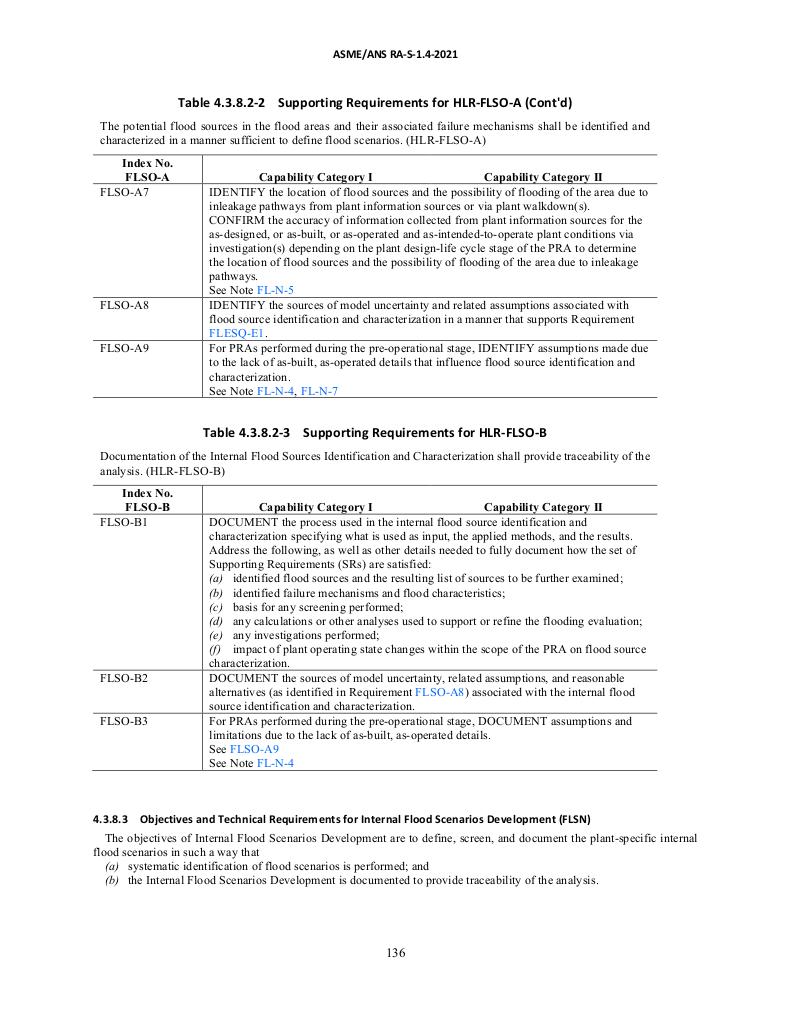 ASME/ANS RA-S-1.4-2021
Table 4.3.8.2-2 Supporting Requirements for HLR-FLSO-A (Cont'd)
The potential flood sources in the flood areas and their associated failure mechanisms shall be identified and
characterized in a manner sufficient to define flood scenarios. (HLR-FLSO-A)
Index No.
FLSO-A Capability Category I Capability Category II
FLSO-A7 IDENTIFY the location of flood sources and the possibility of flooding of the area due to
inleakage pathways from plant information sources or via plant walkdown(s).
CONFIRM the accuracy of information collected from plant information sources for the
as-designed, or as-built, or as-operated and as-intended-to-operate plant conditions via
investigation(s) depending on the plant design-life cycle stage of the PRA to determine
the location of flood sources and the possibility of flooding of the area due to inleakage
pathways.
See Note FL-N-5
FLSO-A8 IDENTIFY the sources of model uncertainty and related assumptions associated with
flood source identification and characterization in a manner that supports Requirement
FLESQ-E1.
FLSO-A9 For PRAs performed during the pre-operational stage, IDENTIFY assumptions made due
to the lack of as-built, as-operated details that influence flood source identification and
characterization.
See Note FL-N-4, FL-N-7
Table 4.3.8.2-3 Supporting Requirements for HLR-FLSO-B
Documentation of the Internal Flood Sources Identification and Characterization shall provide traceability of the
analysis. (HLR-FLSO-B)
Index No.
FLSO-B Capability Category I Capability Category II
FLSO-B1 DOCUMENT the process used in the internal flood source identification and
characterization specifying what is used as input, the applied methods, and the results.
Address the following, as well as other details needed to fully document how the set of
Supporting Requirements (SRs) are satisfied:
(a) identified flood sources and the resulting list of sources to be further examined;
(b) identified failure mechanisms and flood characteristics;
(c) basis for any screening performed;
(d) any calculations or other analyses used to support or refine the flooding evaluation;
(e) any investigations performed;
(f) impact of plant operating state changes within the scope of the PRA on flood source
characterization.
FLSO-B2 DOCUMENT the sources of model uncertainty, related assumptions, and reasonable
alternatives (as identified in Requirement FLSO-A8) associated with the internal flood
source identification and characterization.
FLSO-B3 For PRAs performed during the pre-operational stage, DOCUMENT assumptions and
limitations due to the lack of as-built, as-operated details.
See FLSO-A9
See Note FL-N-4
4.3.8.3 Objectives and Technical Requirements for Internal Flood Scenarios Development (FLSN)
The objectives of Internal Flood Scenarios Development are to define, screen, and document the plant-specific internal
flood scenarios in such a way that
(a) systematic identification of flood scenarios is performed; and
(b) the Internal Flood Scenarios Development is documented to provide traceability of the analysis.
136